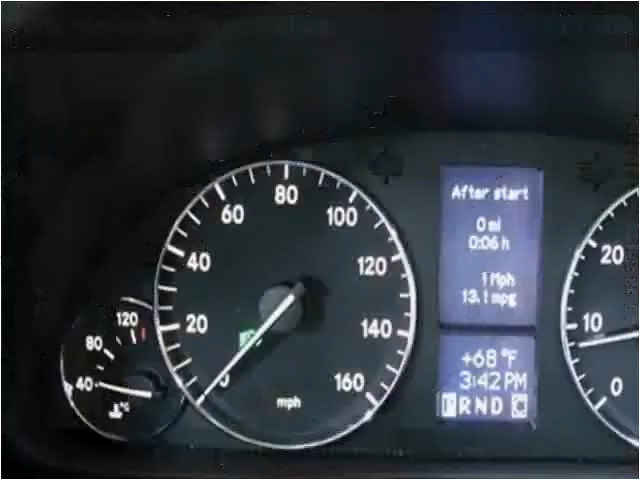 After start
0 mi
0:06 h
1 Mph
13.1 mpg
+68 °F
3:42 PM
P R N D C
0
20
40
60
80
100
120
140
160
mph
40
80
120
°C
0
10
20